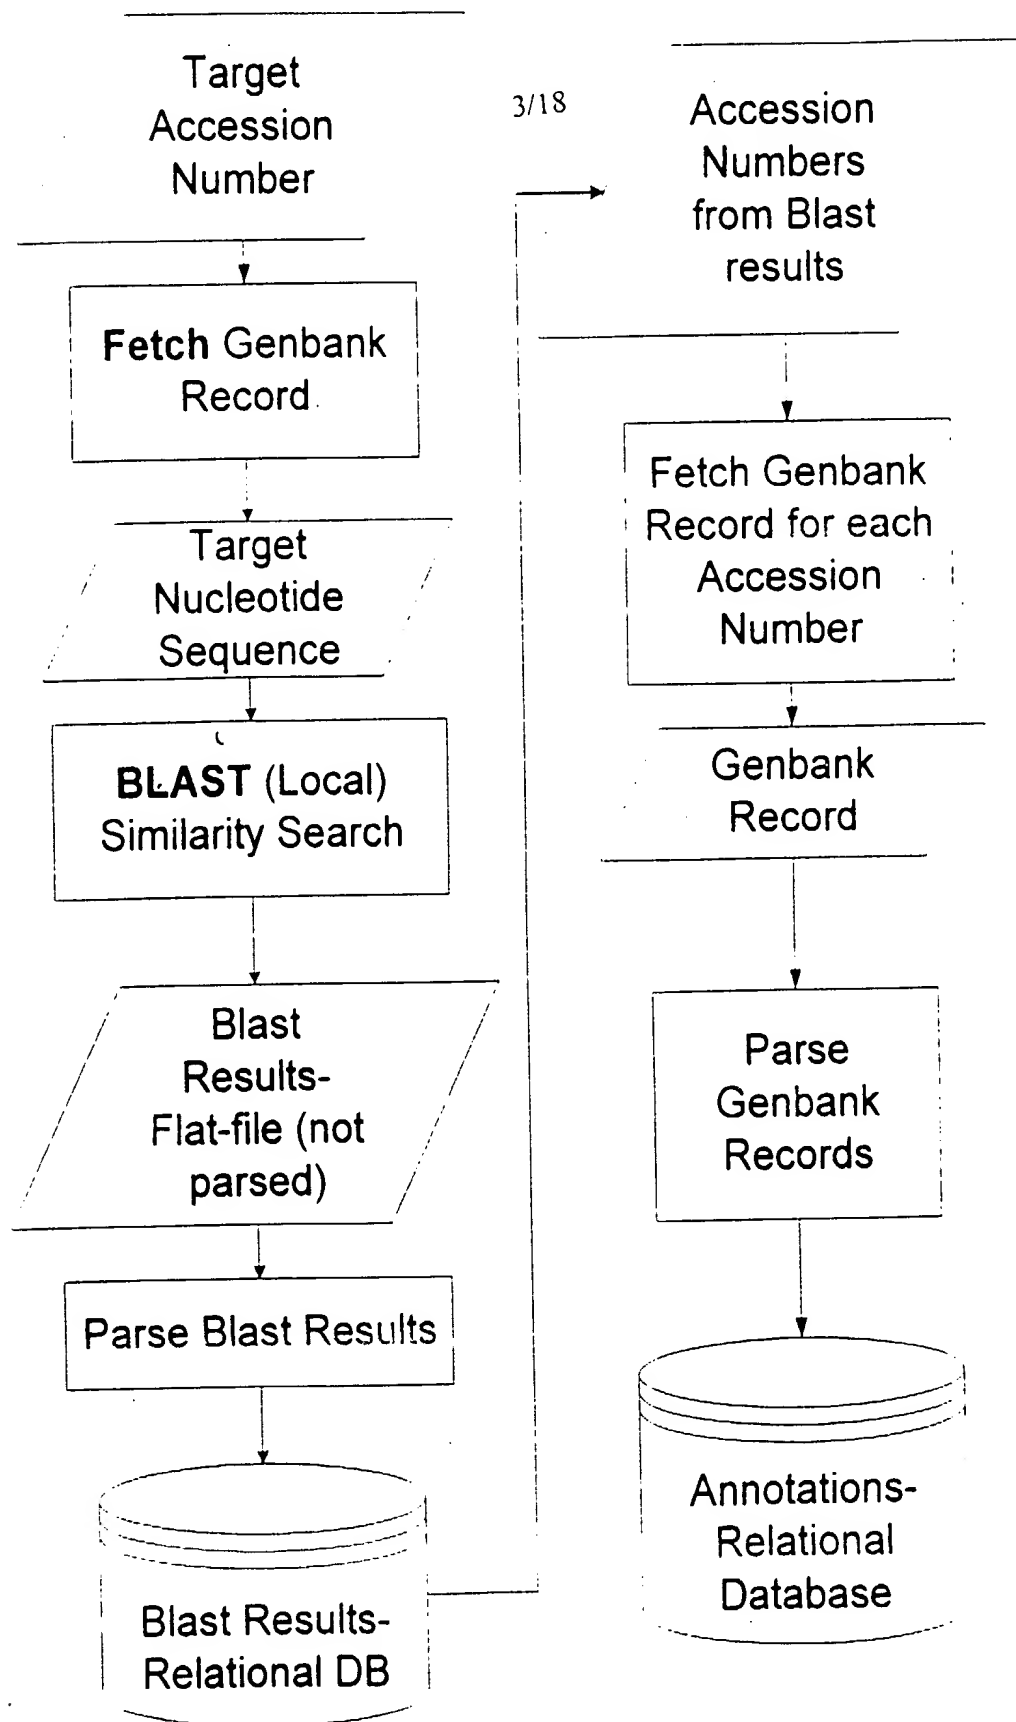 3/18
Target
Accession
Number
Fetch Genbank
Record
Target
Nucleotide
Sequence
BLAST (Local)
Similarity Search
Blast
Results-
Flat-file (not
parsed)
Parse Blast Results
Blast Results-
Relational DB
Accession
Numbers
from Blast
results
Fetch Genbank
Record for each
Accession
Number
Genbank
Record
Parse
Genbank
Records
Annotations-
Relational
Database